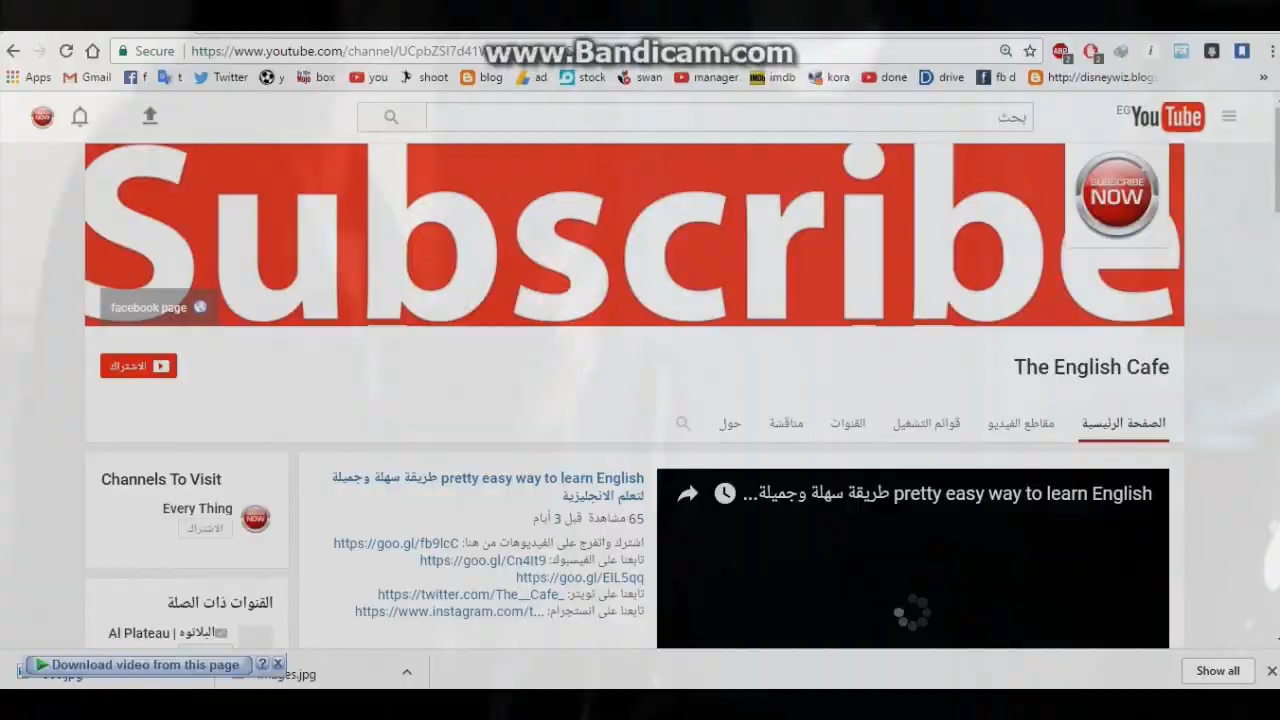 www.Bandicam.com
Secure
https://www.youtube.com/channel/UCpbZSI7d41
Apps Gmail f t Twitter y box you shoot blog ad stock swan manager imdb kora done drive fb d http://disneywiz.blog
EG YouTube
بحث
Subscribe
SUBSCRIBE NOW
facebook page
The English Cafe
الاشتراك
الصفحة الرئيسية مقاطع الفيديو قوائم التشغيل القنوات مناقشة حول
Channels To Visit
Every Thing
NOW
الاشتراك
القنوات ذات الصلة
Al Plateau | البلاتوه
pretty easy way to learn English طريقة سهلة وجميلة
لتعلم الانجليزية
65 مشاهدة قبل 3 أيام
اشترك واتفرج على الفيديوهات من هنا: https://goo.gl/fb9lcC
تابعنا على الفيسبوك: https://goo.gl/Cn4It9
https://goo.gl/EIL5qq
تابعنا على تويتر: https://twitter.com/The__Cafe_
تابعنا على انستجرام: https://www.instagram.com/t...
pretty easy way to learn English طريقة سهلة وجميلة...
Download video from this page ? X
images.jpg
Show all